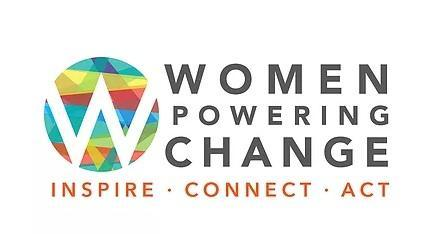 W
WOMEN
POWERING
CHANGE
INSPIRE · CONNECT · ACT